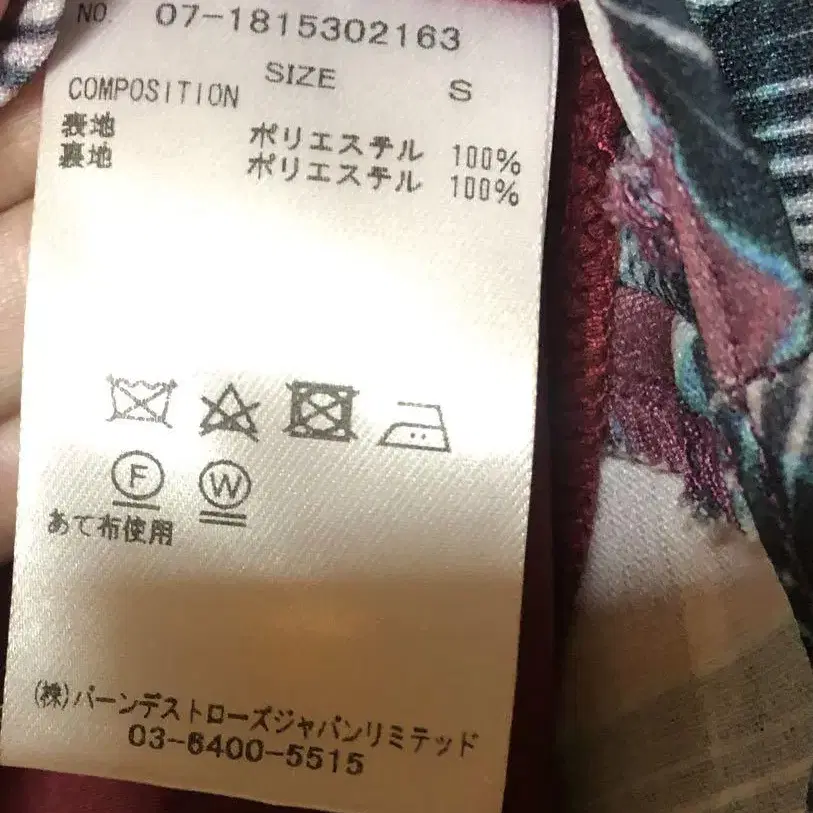 NO 07-1815302163
SIZE S
COMPOSITION
表地 ポリエステル 100%
裏地 ポリエステル 100%
F W
あて布使用
(株)バーンデストローズジャパンリミテッド
03-6400-5515